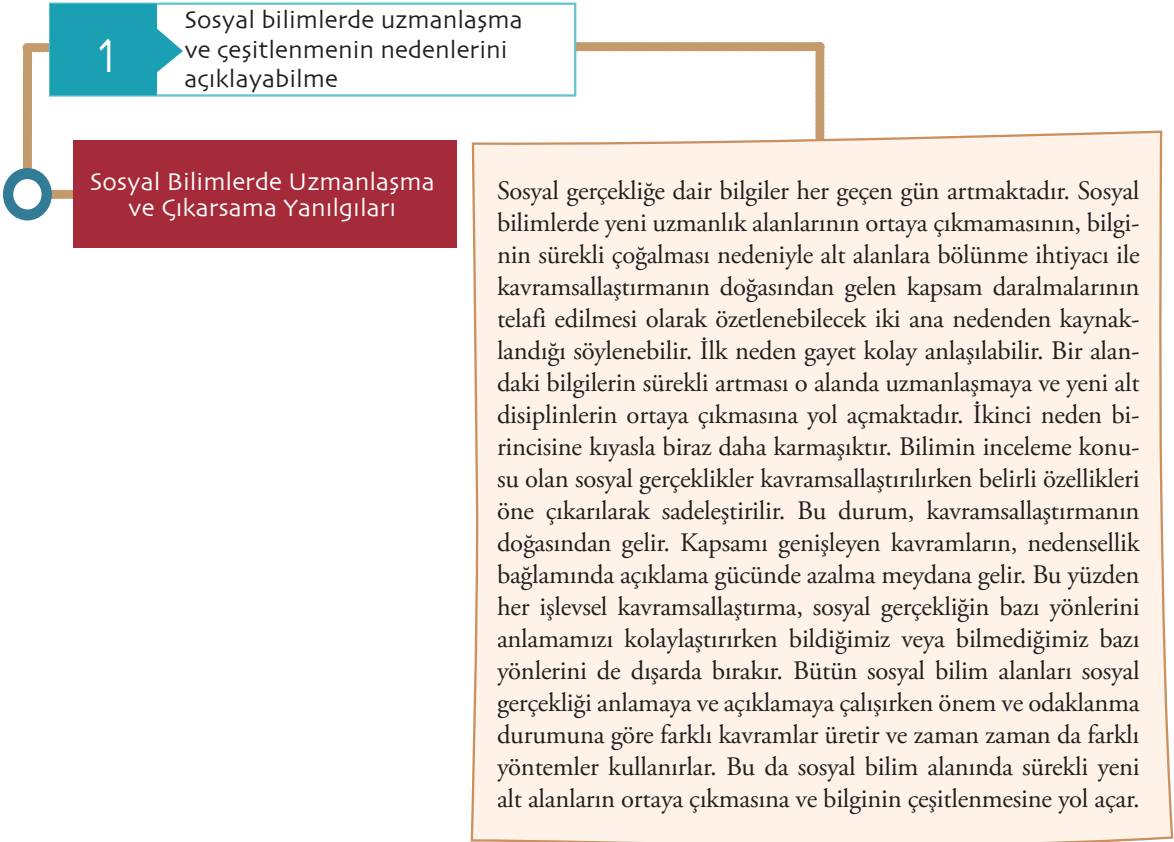 1
Sosyal bilimlerde uzmanlaşma
ve çeşitlenmenin nedenlerini
açıklayabilme
Sosyal Bilimlerde Uzmanlaşma
ve Çıkarsama Yanılgıları
Sosyal gerçekliğe dair bilgiler her geçen gün artmaktadır. Sosyal
bilimlerde yeni uzmanlık alanlarının ortaya çıkmamasının, bilgi-
nin sürekli çoğalması nedeniyle alt alanlara bölünme ihtiyacı ile
kavramsallaştırmanın doğasından gelen kapsam daralmalarının
telafi edilmesi olarak özetlenebilecek iki ana nedenden kaynak-
landığı söylenebilir. İlk neden gayet kolay anlaşılabilir. Bir alan-
daki bilgilerin sürekli artması o alanda uzmanlaşmaya ve yeni alt
disiplinlerin ortaya çıkmasına yol açmaktadır. İkinci neden bi-
rincisine kıyasla biraz daha karmaşıktır. Bilimin inceleme konu-
su olan sosyal gerçeklikler kavramsallaştırılırken belirli özellikleri
öne çıkarılarak sadeleştirilir. Bu durum, kavramsallaştırmanın
doğasından gelir. Kapsamı genişleyen kavramların, nedensellik
bağlamında açıklama gücünde azalma meydana gelir. Bu yüzden
her işlevsel kavramsallaştırma, sosyal gerçekliğin bazı yönlerini
anlamamızı kolaylaştırırken bildiğimiz veya bilmediğimiz bazı
yönlerini de dışarda bırakır. Bütün sosyal bilim alanları sosyal
gerçekliği anlamaya ve açıklamaya çalışırken önem ve odaklanma
durumuna göre farklı kavramlar üretir ve zaman zaman da farklı
yöntemler kullanırlar. Bu da sosyal bilim alanında sürekli yeni
alt alanların ortaya çıkmasına ve bilginin çeşitlenmesine yol açar.